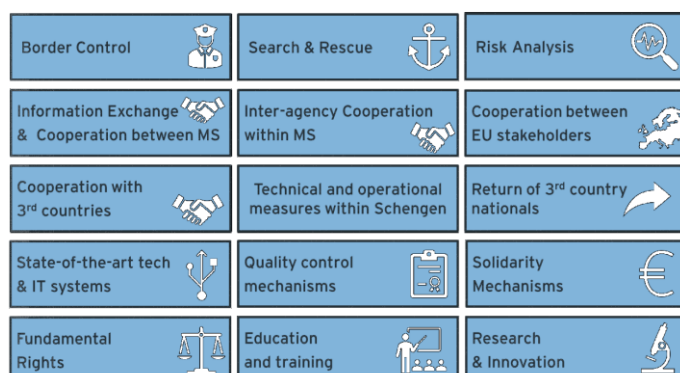 Border Control
Search & Rescue
Risk Analysis
Information Exchange
& Cooperation between MS
Inter-agency Cooperation
within MS
Cooperation between
EU stakeholders
Cooperation with
3rd countries
Technical and operational
measures within Schengen
Return of 3rd country
nationals
State-of-the-art tech
& IT systems
Quality control
mechanisms
Solidarity
Mechanisms
Fundamental
Rights
Education
and training
Research
& Innovation